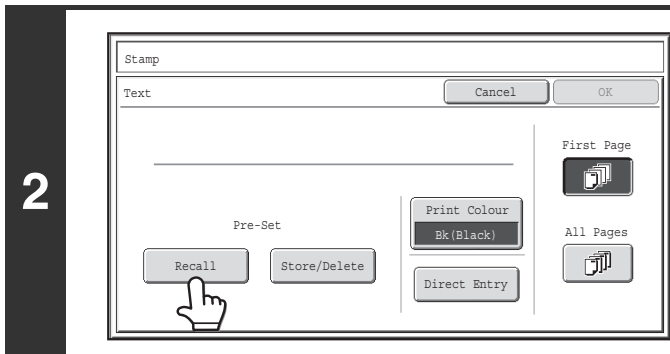 2
Stamp
Text
Cancel
OK
First Page
Print Colour
Bk(Black)
All Pages
Pre-Set
Recall
Store/Delete
Direct Entry